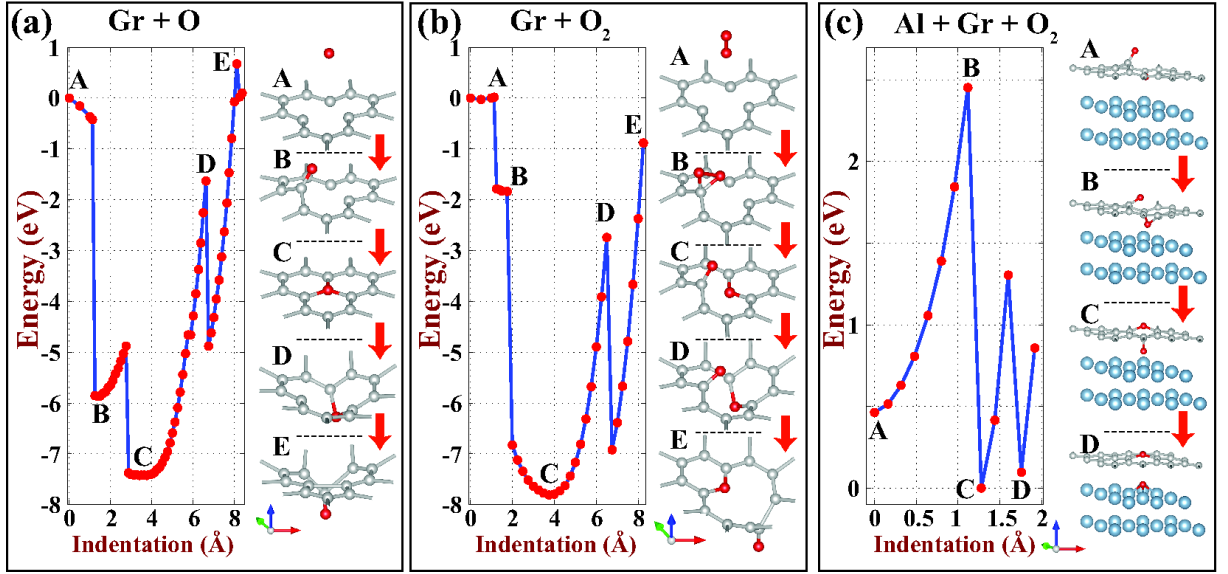 (a) Gr + O
Energy (eV)
1
0
-1
-2
-3
-4
-5
-6
-7
-8
0 2 4 6 8
Indentation (Å)
A
B
C
D
E
A
B
C
D
E
(b) Gr + O₂
Energy (eV)
1
0
-1
-2
-3
-4
-5
-6
-7
-8
0 2 4 6 8
Indentation (Å)
A
B
C
D
E
A
B
C
D
E
(c) Al + Gr + O₂
Energy (eV)
2
1
0
0 0.5 1 1.5 2
Indentation (Å)
A
B
C
D
A
B
C
D